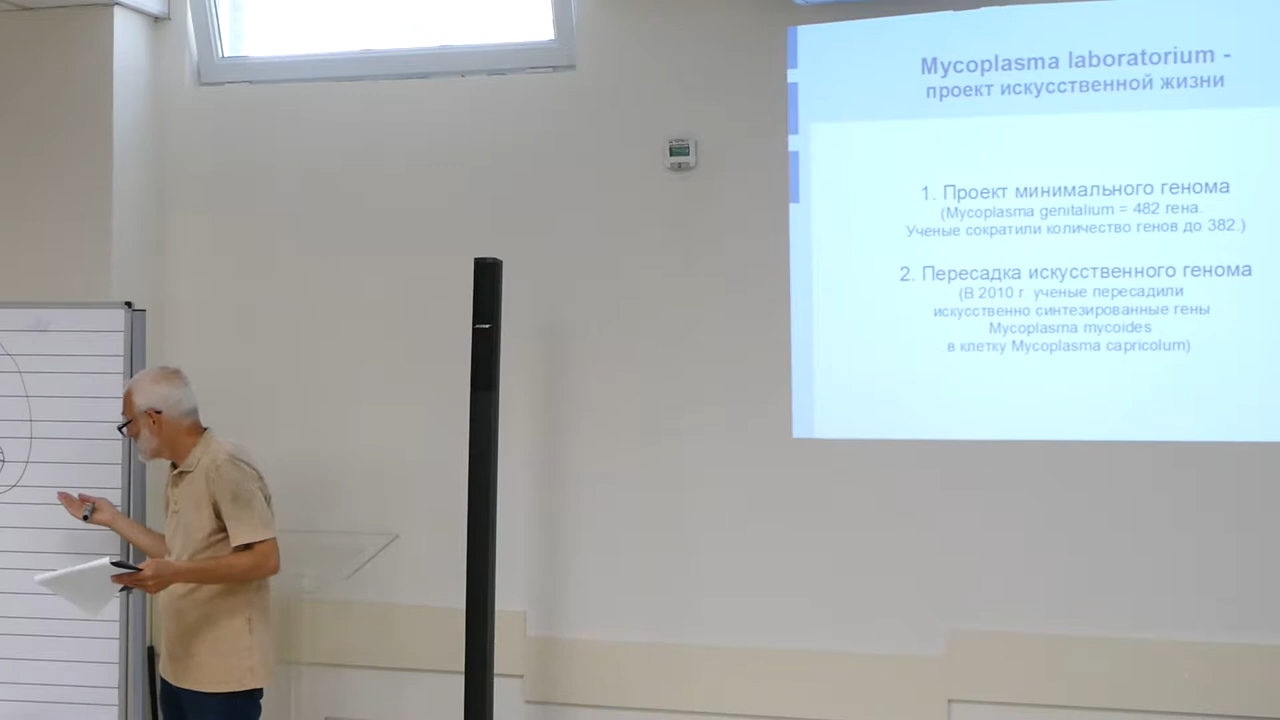 Mycoplasma laboratorium -
проект искусственной жизни
1. Проект минимального генома
(Mycoplasma genitalium = 482 гена.
Ученые сократили количество генов до 382.)
2. Пересадка искусственного генома
(В 2010 г ученые пересадили
искусственно синтезированные гены
Mycoplasma mycoides
в клетку Mycoplasma capricolum)
BOSE